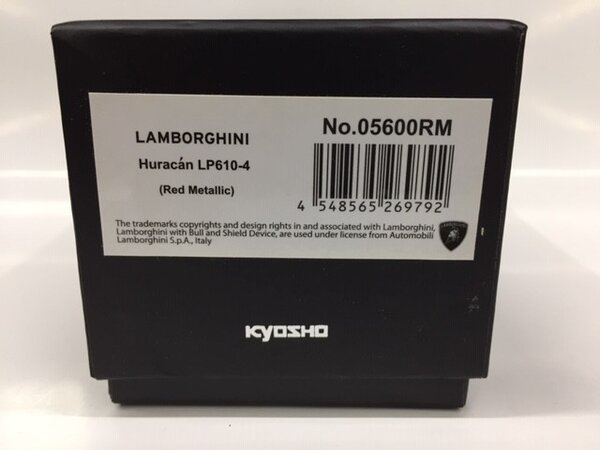 LAMBORGHINI
Huracán LP610-4
(Red Metallic)
No.05600RM
4 548565 269792
The trademarks copyrights and design rights in and associated with Lamborghini,
Lamborghini with Bull and Shield Device, are used under license from Automobili
Lamborghini S.p.A., Italy
KYOSHO